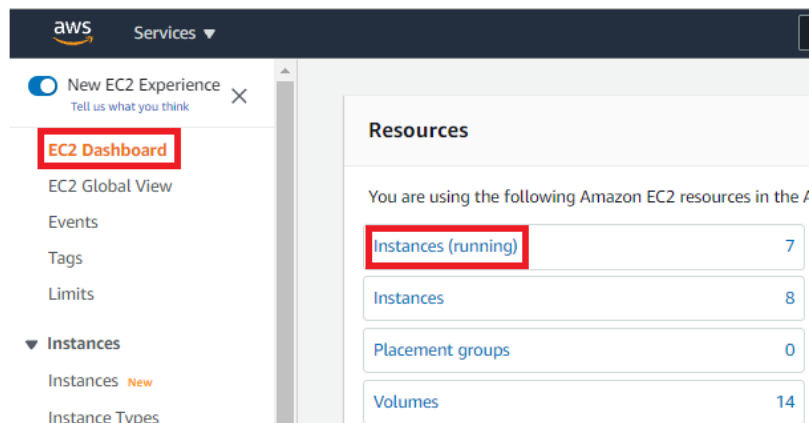 aws Services ▼
New EC2 Experience
Tell us what you think
EC2 Dashboard
EC2 Global View
Events
Tags
Limits
Instances
Instances New
Instance Types
Resources
You are using the following Amazon EC2 resources in the A
Instances (running) 7
Instances 8
Placement groups 0
Volumes 14